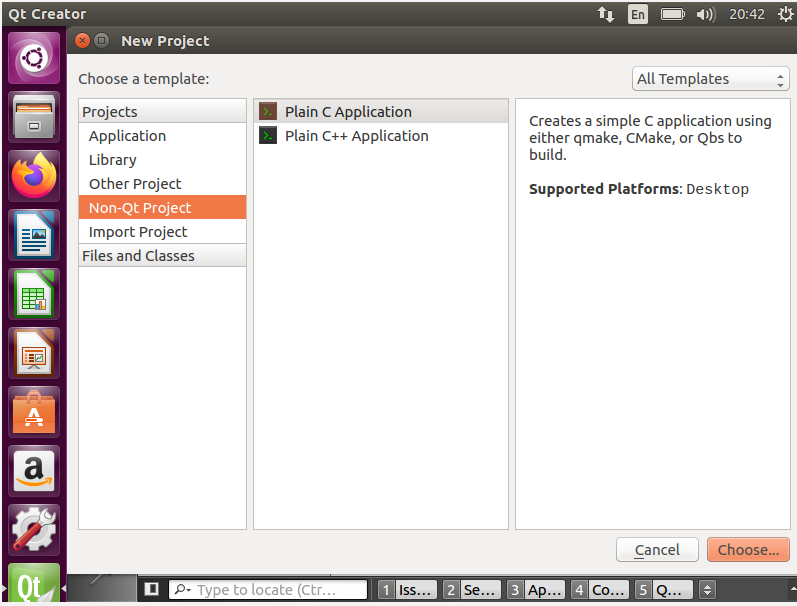 Qt Creator
En
20:42
New Project
Choose a template:
All Templates
Projects
Application
Library
Other Project
Non-Qt Project
Import Project
Files and Classes
Plain C Application
Plain C++ Application
Creates a simple C application using
either qmake, CMake, or Qbs to
build.
Supported Platforms: Desktop
Cancel
Choose...
Type to locate (Ctr...
1 Iss...
2 Se...
3 Ap...
4 Co...
5 Q...
A
a
Qt